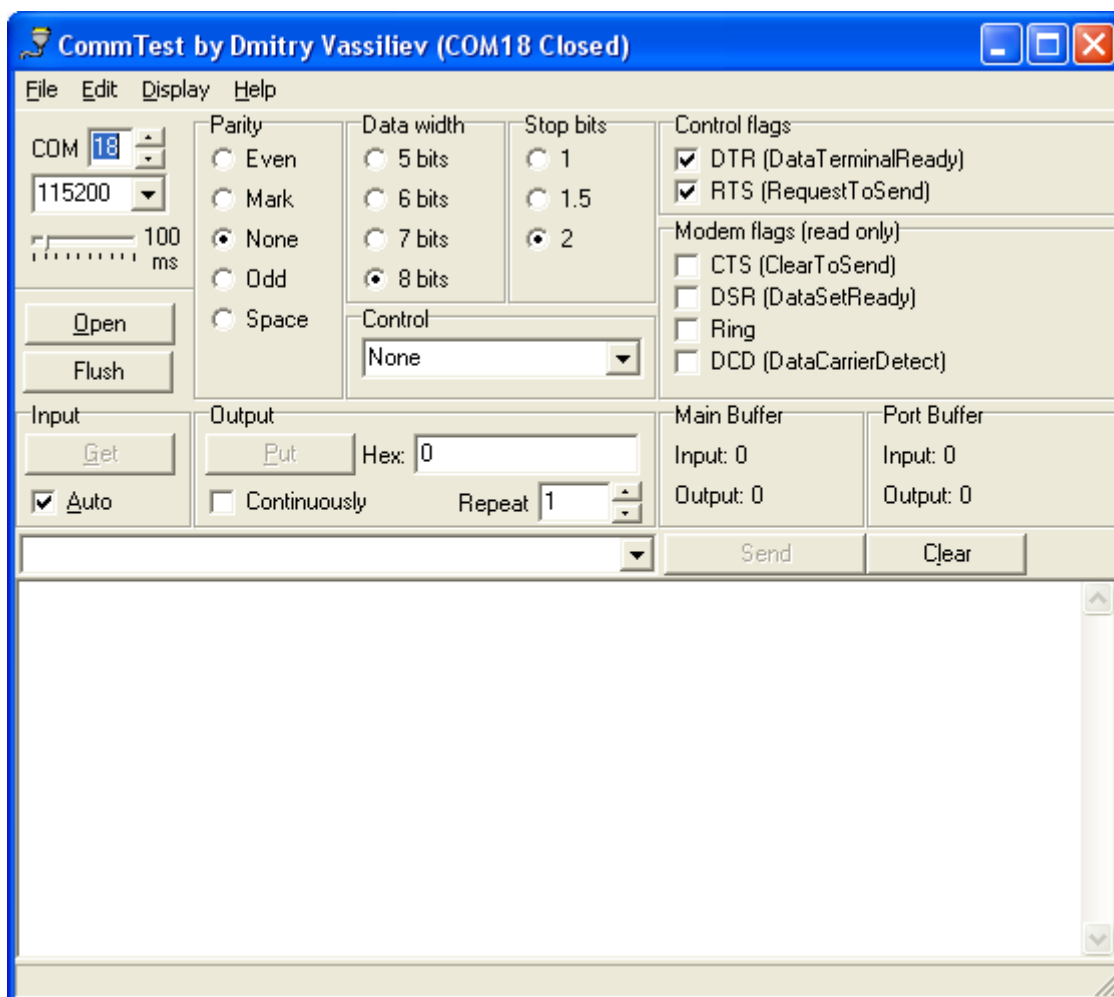 CommTest by Dmitry Vassiliev (COM18 Closed)
File Edit Display Help
COM 18
115200
100
ms
Open
Flush
Parity
Even
Mark
None
Odd
Space
Data width
5 bits
6 bits
7 bits
8 bits
Stop bits
1
1.5
2
Control
None
Control flags
DTR (DataTerminalReady)
RTS (RequestToSend)
Modem flags (read only)
CTS (ClearToSend)
DSR (DataSetReady)
Ring
DCD (DataCarrierDetect)
Input
Get
Auto
Output
Put Hex: 0
Continuously Repeat 1
Main Buffer
Input: 0
Output: 0
Port Buffer
Input: 0
Output: 0
Send Clear